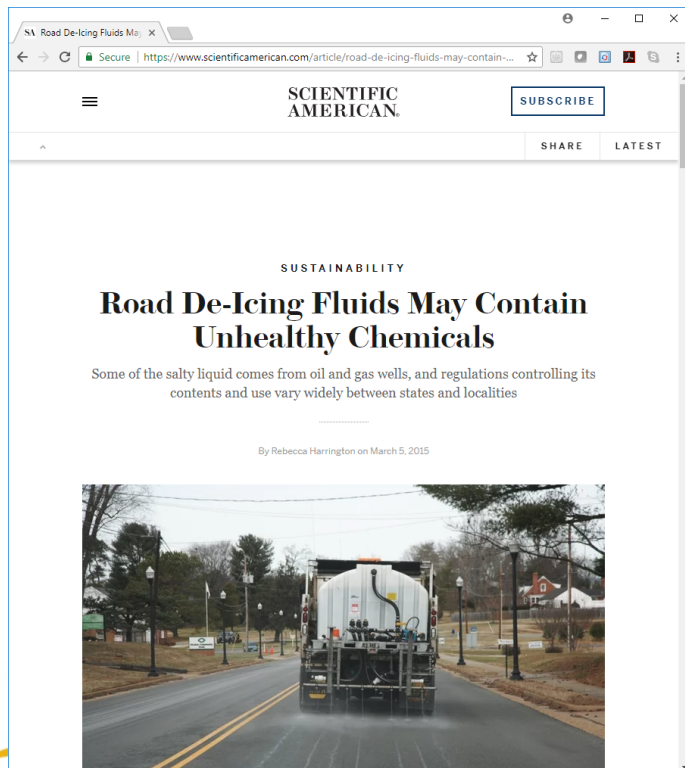 SA Road De-Icing Fluids May
Secure https://www.scientificamerican.com/article/road-de-icing-fluids-may-contain-...
SCIENTIFIC
AMERICAN®
SUBSCRIBE
SHARE LATEST
SUSTAINABILITY
Road De-Icing Fluids May Contain
Unhealthy Chemicals
Some of the salty liquid comes from oil and gas wells, and regulations controlling its
contents and use vary widely between states and localities
By Rebecca Harrington on March 5, 2015